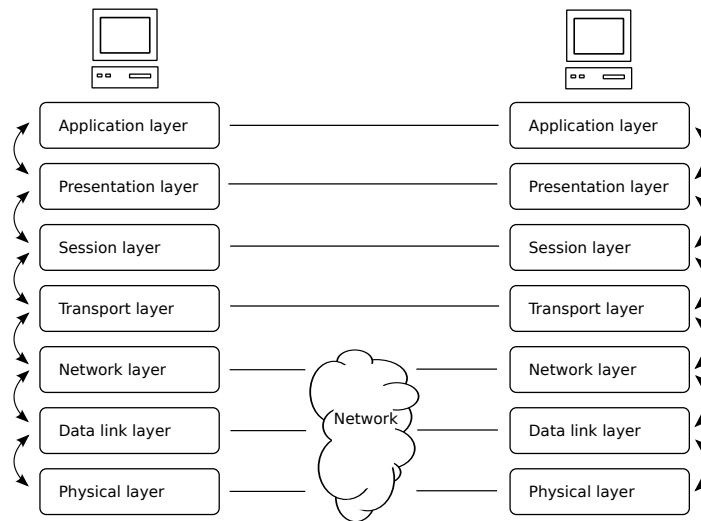 Application layer
Application layer
Presentation layer
Presentation layer
Session layer
Session layer
Transport layer
Transport layer
Network layer
Network layer
Network
Data link layer
Data link layer
Physical layer
Physical layer